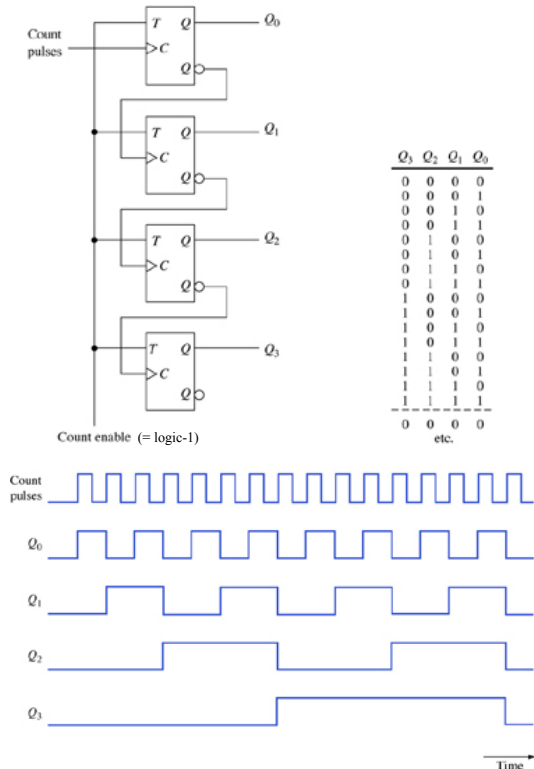 T Q Q₀
Count
pulses
C
Q
T Q Q₁
C
Q
T Q Q₂
C
Q
T Q Q₃
C
Q
Count enable (= logic-1)
Q₃ Q₂ Q₁ Q₀
0 0 0 0
0 0 0 1
0 0 1 0
0 0 1 1
0 1 0 0
0 1 0 1
0 1 1 0
0 1 1 1
1 0 0 0
1 0 0 1
1 0 1 0
1 0 1 1
1 1 0 0
1 1 0 1
1 1 1 0
1 1 1 1
0 0 0 0
etc.
Count
pulses
Q₀
Q₁
Q₂
Q₃
Time